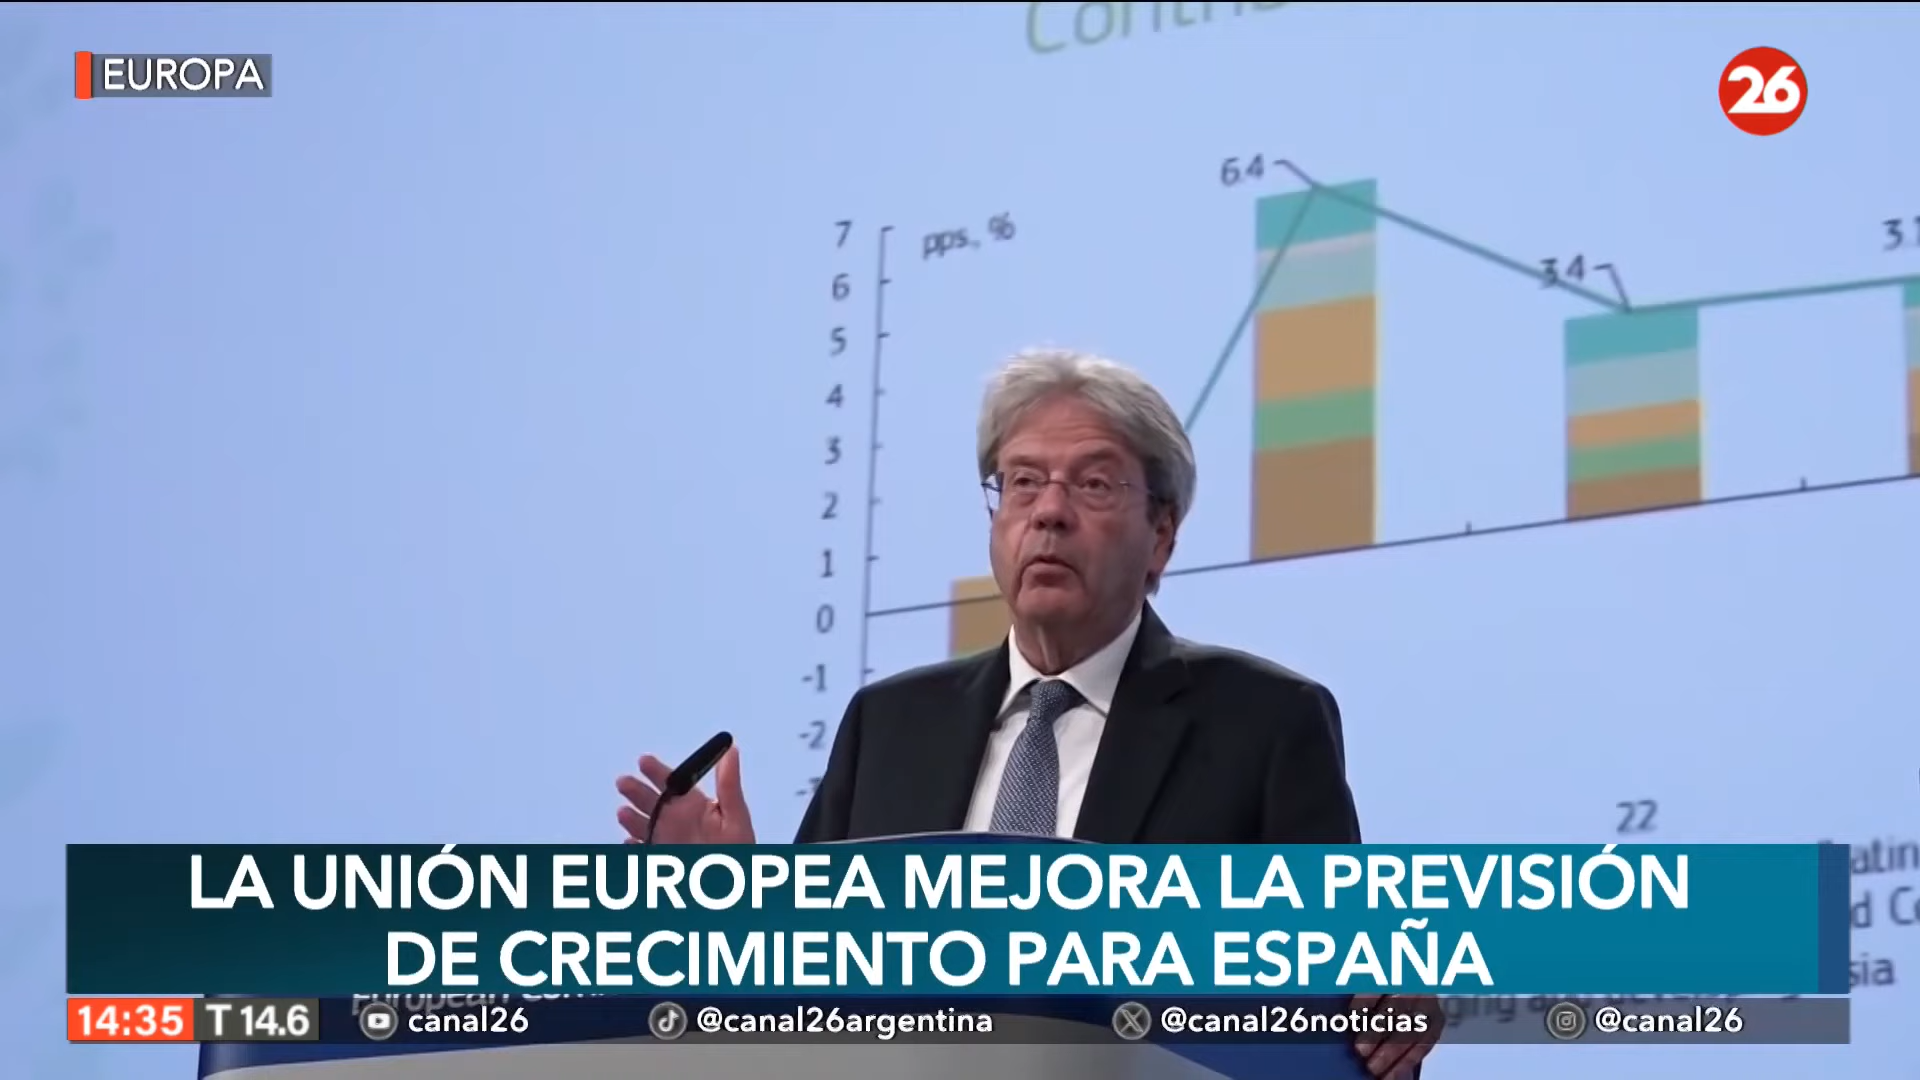 EUROPA
26
6.4
3.4
pps., %
7
6
5
4
3
2
1
0
-1
-2
22
LA UNIÓN EUROPEA MEJORA LA PREVISIÓN
DE CRECIMIENTO PARA ESPAÑA
14:35 T 14.6 canal26 @canal26argentina @canal26noticias @canal26